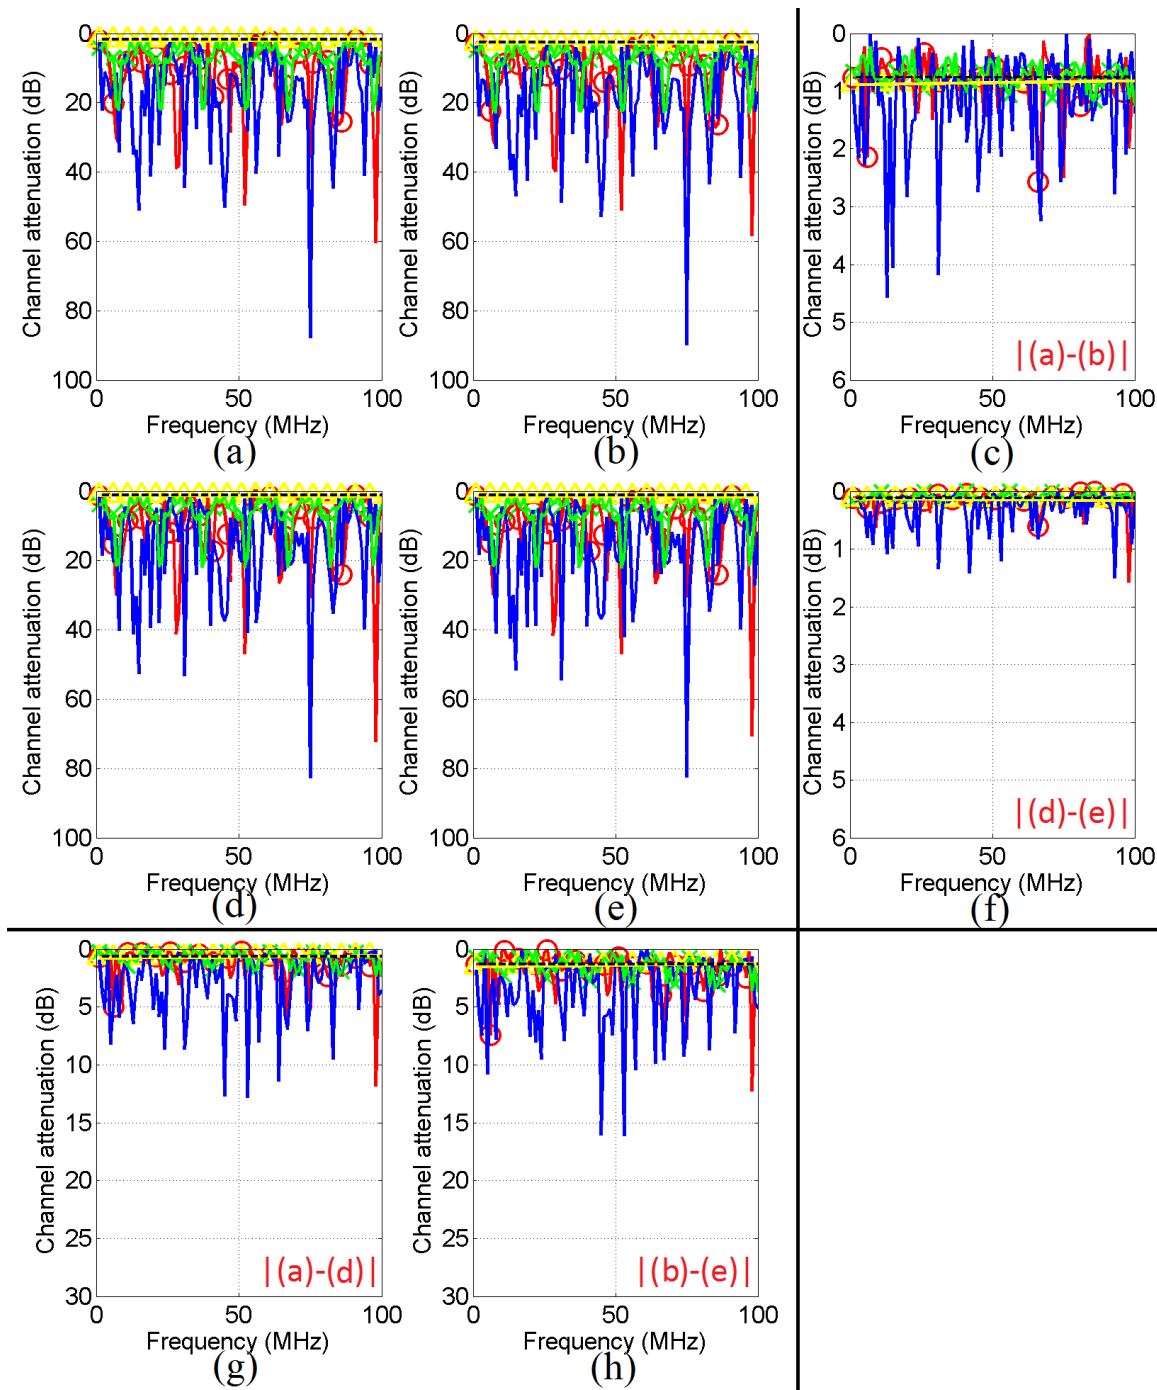 0
20
40
60
80
100
Channel attenuation (dB)
0 50 100
Frequency (MHz)
(a)
0
20
40
60
80
100
Channel attenuation (dB)
0 50 100
Frequency (MHz)
(b)
0
1
2
3
4
5
6
Channel attenuation (dB)
|(a)-(b)|
0 50 100
Frequency (MHz)
(c)
0
20
40
60
80
100
Channel attenuation (dB)
0 50 100
Frequency (MHz)
(d)
0
20
40
60
80
100
Channel attenuation (dB)
0 50 100
Frequency (MHz)
(e)
0
1
2
3
4
5
6
Channel attenuation (dB)
|(d)-(e)|
0 50 100
Frequency (MHz)
(f)
0
5
10
15
20
25
30
Channel attenuation (dB)
|(a)-(d)|
0 50 100
Frequency (MHz)
(g)
0
5
10
15
20
25
30
Channel attenuation (dB)
|(b)-(e)|
0 50 100
Frequency (MHz)
(h)